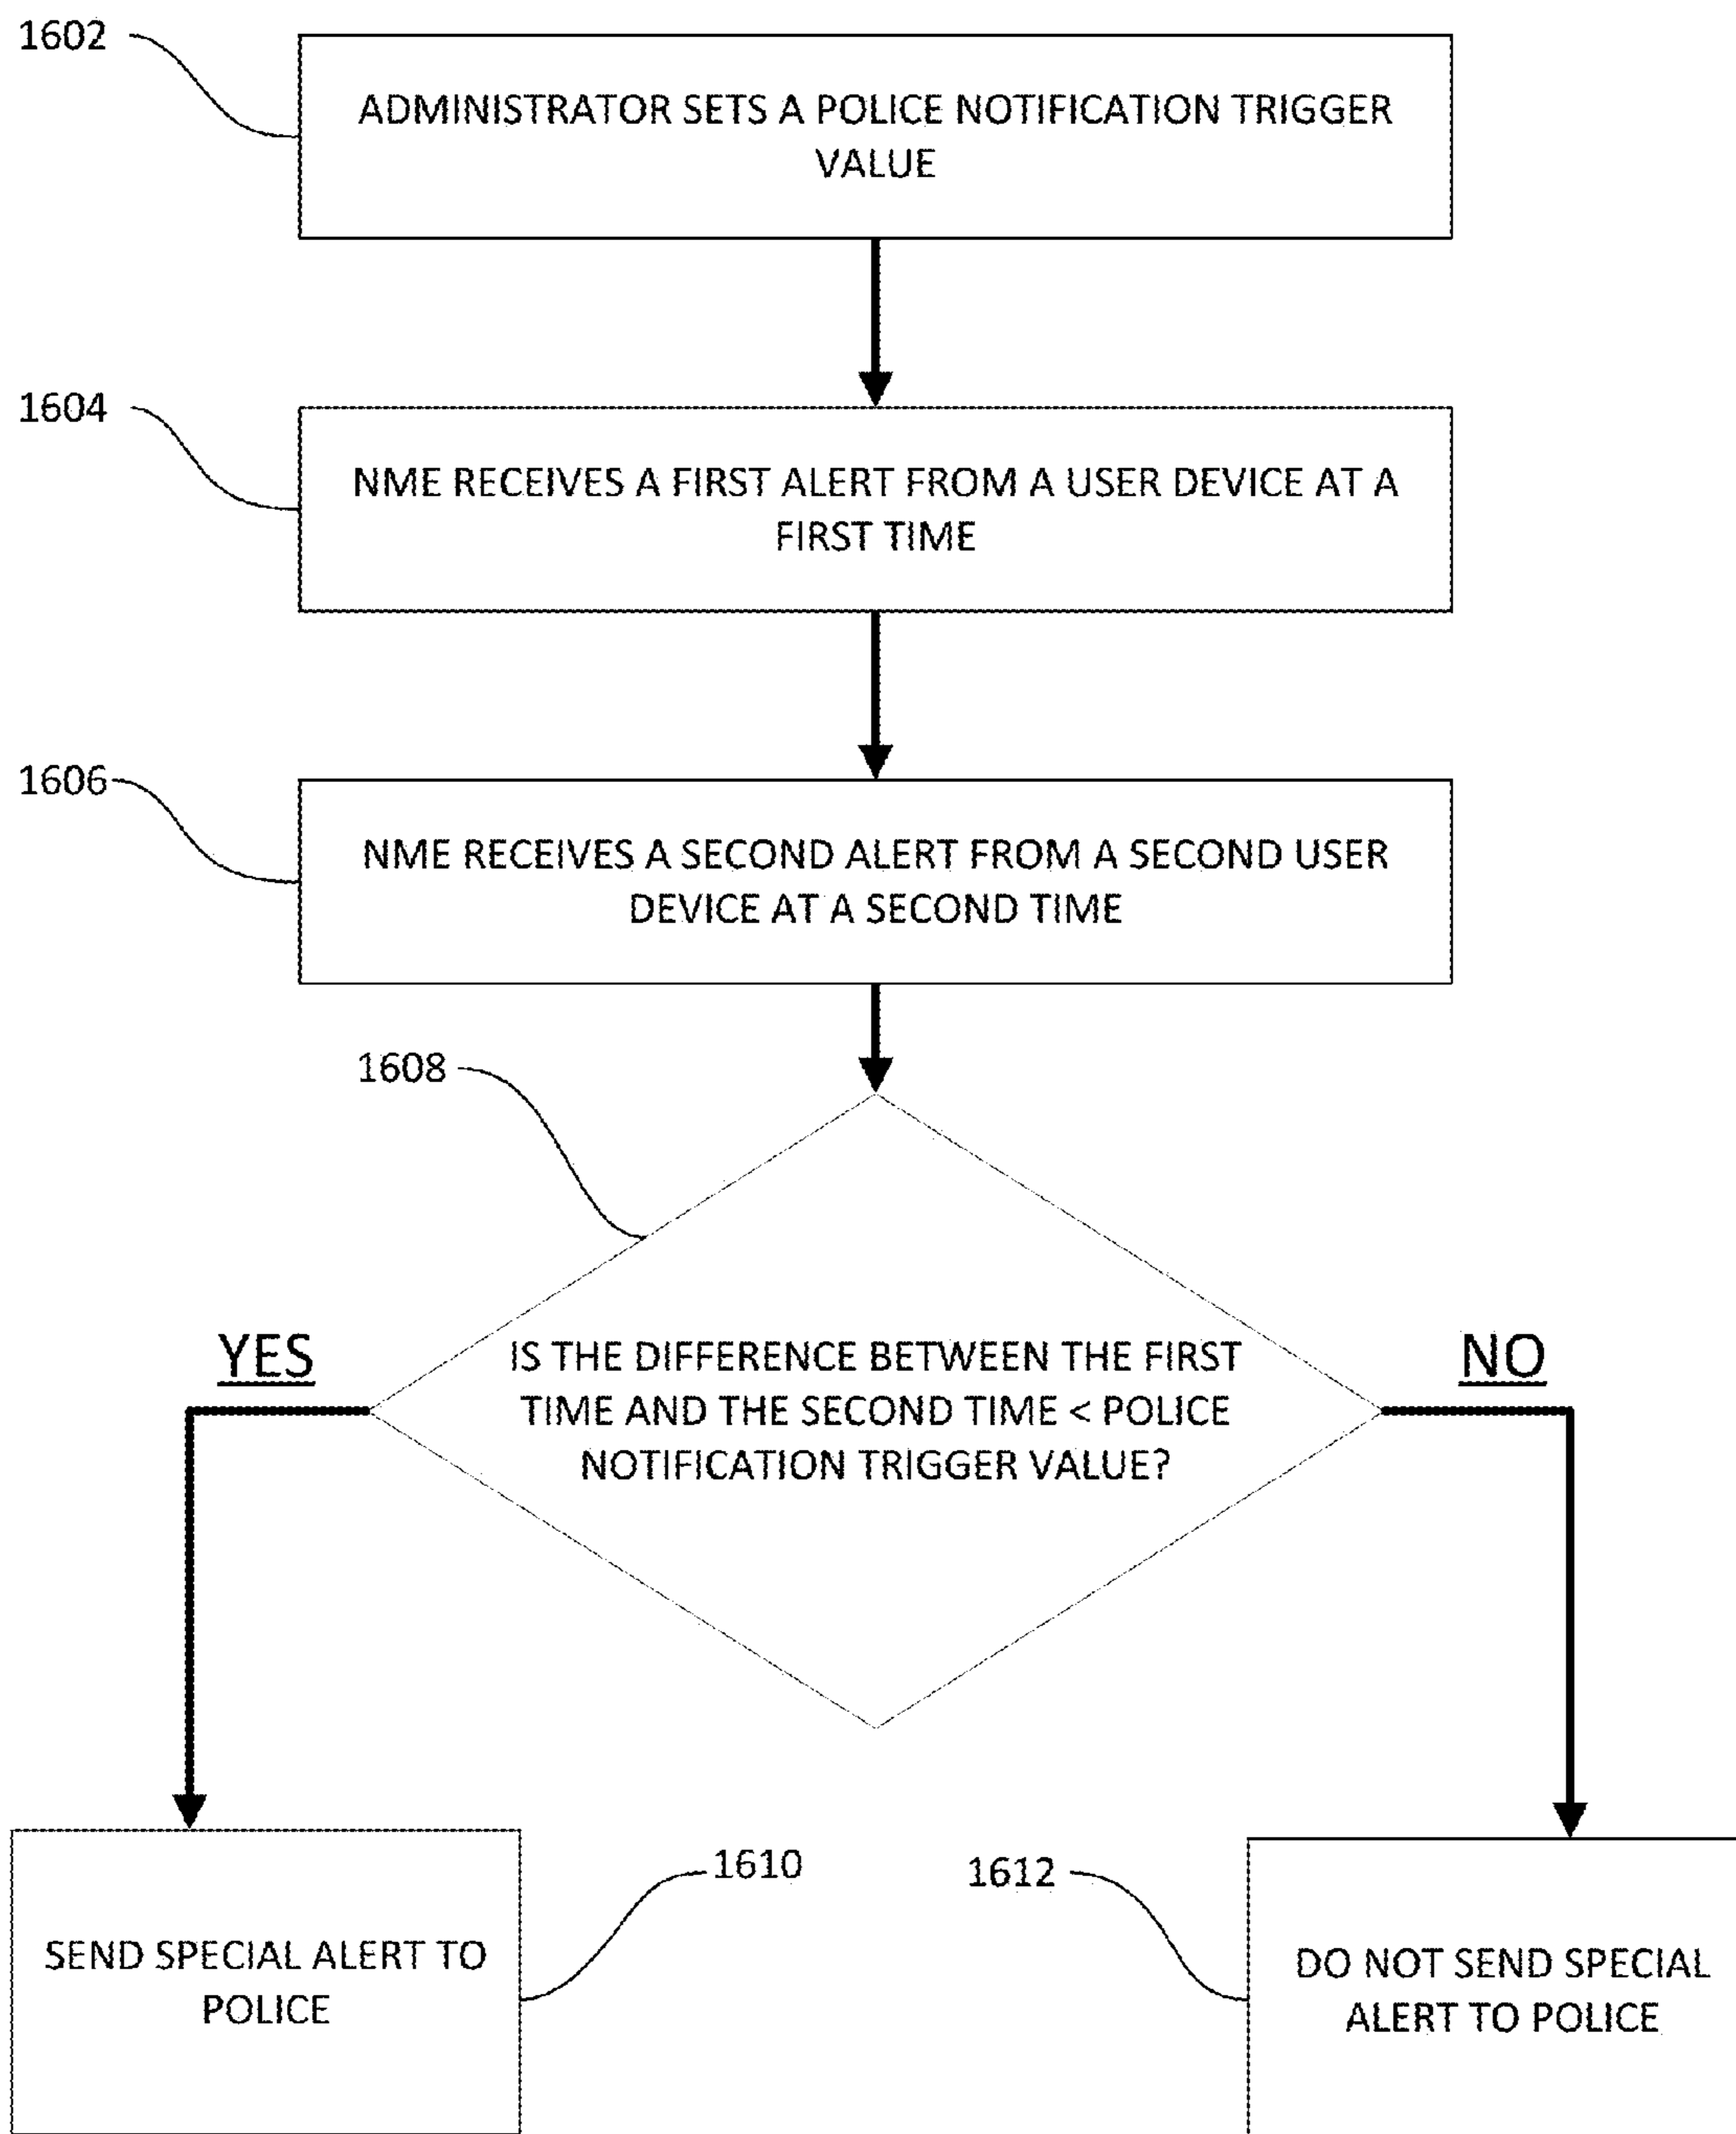 1602
ADMINISTRATOR SETS A POLICE NOTIFICATION TRIGGER
VALUE
1604
NME RECEIVES A FIRST ALERT FROM A USER DEVICE AT A
FIRST TIME
1606
NME RECEIVES A SECOND ALERT FROM A SECOND USER
DEVICE AT A SECOND TIME
1608
YES
IS THE DIFFERENCE BETWEEN THE FIRST
TIME AND THE SECOND TIME < POLICE
NOTIFICATION TRIGGER VALUE?
NO
1610
SEND SPECIAL ALERT TO
POLICE
1612
DO NOT SEND SPECIAL
ALERT TO POLICE